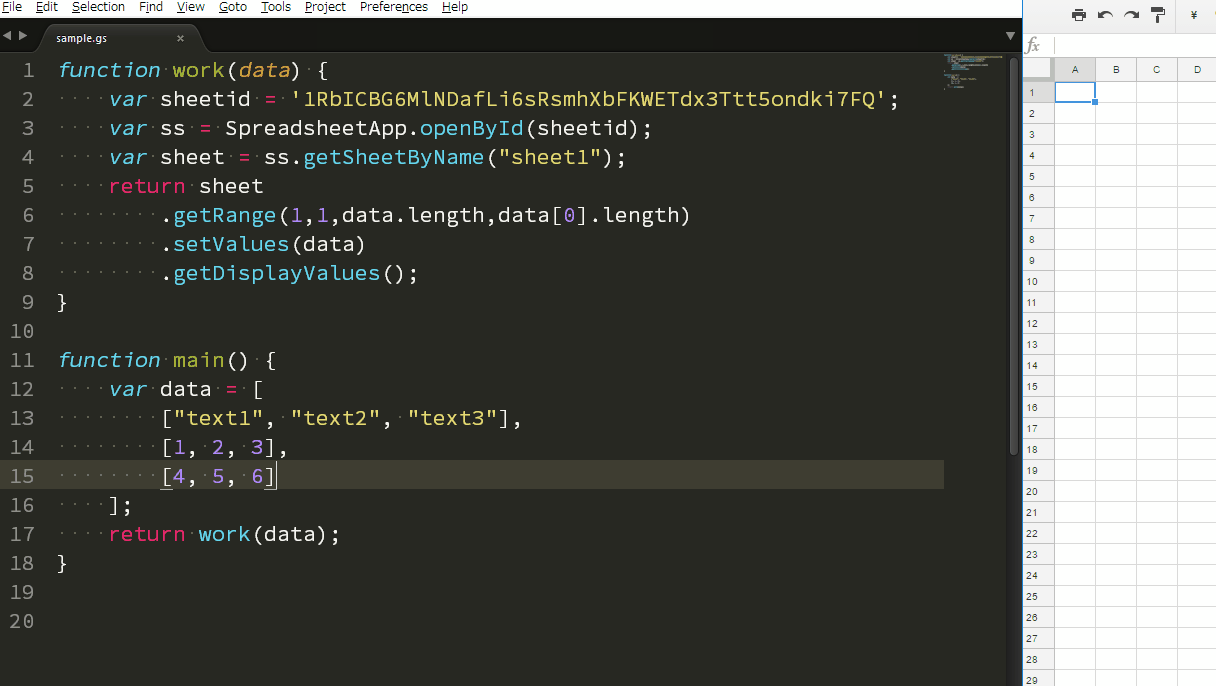 File Edit Selection Find View Goto Tools Project Preferences Help
sample.gs ×
1 function work(data) {
2 var sheetid = '1RbICBG6MlNDafLi6sRsmhXbFKWETdx3Ttt5ondki7FQ';
3 var ss = SpreadsheetApp.openById(sheetid);
4 var sheet = ss.getSheetByName("sheet1");
5 return sheet
6 .getRange(1,1,data.length,data[0].length)
7 .setValues(data)
8 .getDisplayValues();
9 }
10
11 function main() {
12 var data = [
13 ["text1", "text2", "text3"],
14 [1, 2, 3],
15 [4, 5, 6]
16 ];
17 return work(data);
18 }
19
20
¥
fx
A B C D
1
2
3
4
5
6
7
8
9
10
11
12
13
14
15
16
17
18
19
20
21
22
23
24
25
26
27
28
29